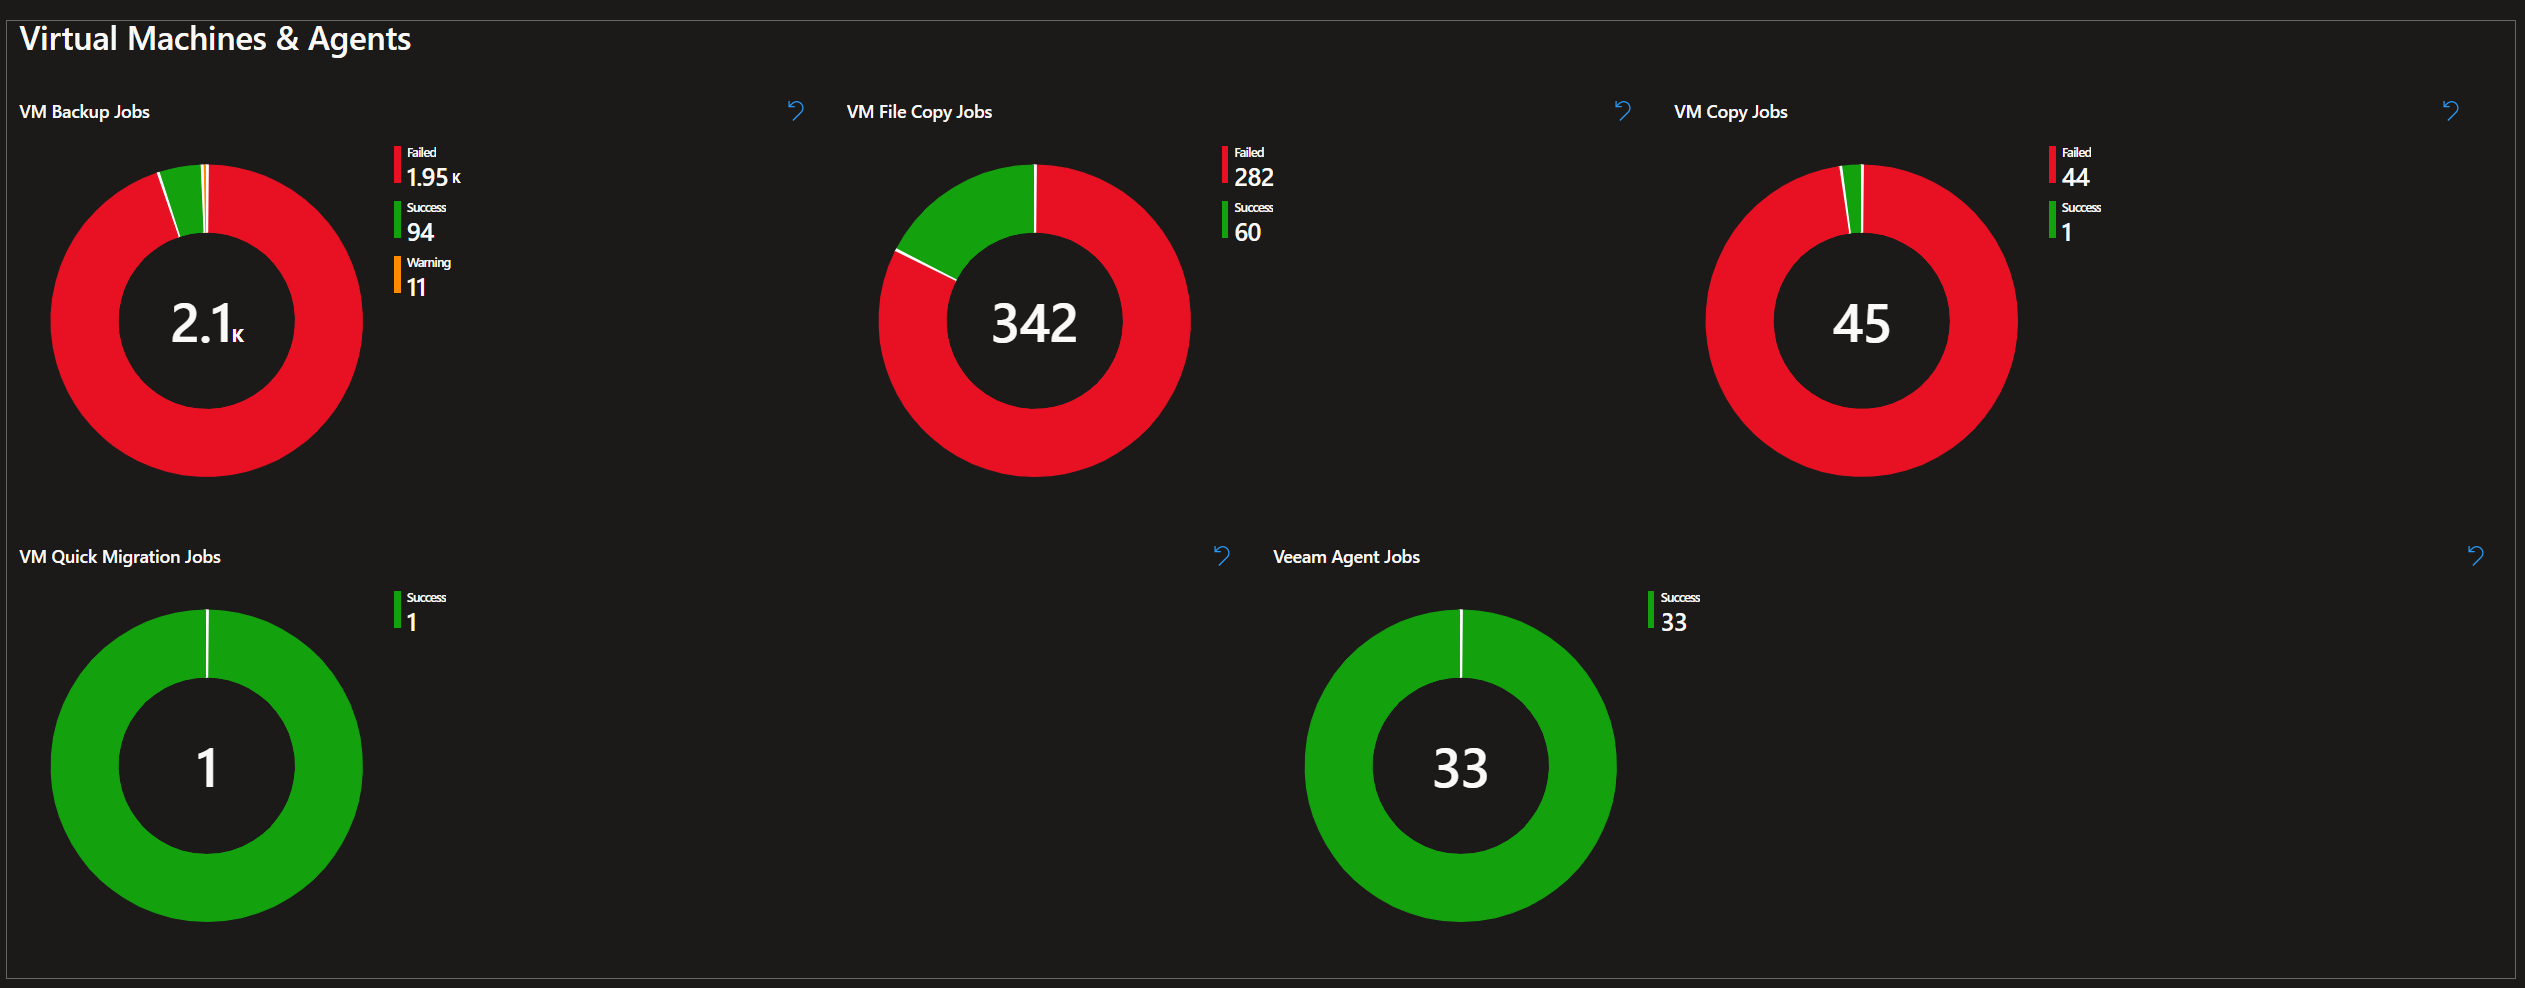 Virtual Machines & Agents
VM Backup Jobs
Failed
1.95 K
Success
94
Warning
11
2.1K
VM File Copy Jobs
Failed
282
Success
60
342
VM Copy Jobs
Failed
44
Success
1
45
VM Quick Migration Jobs
Success
1
1
Veeam Agent Jobs
Success
33
33